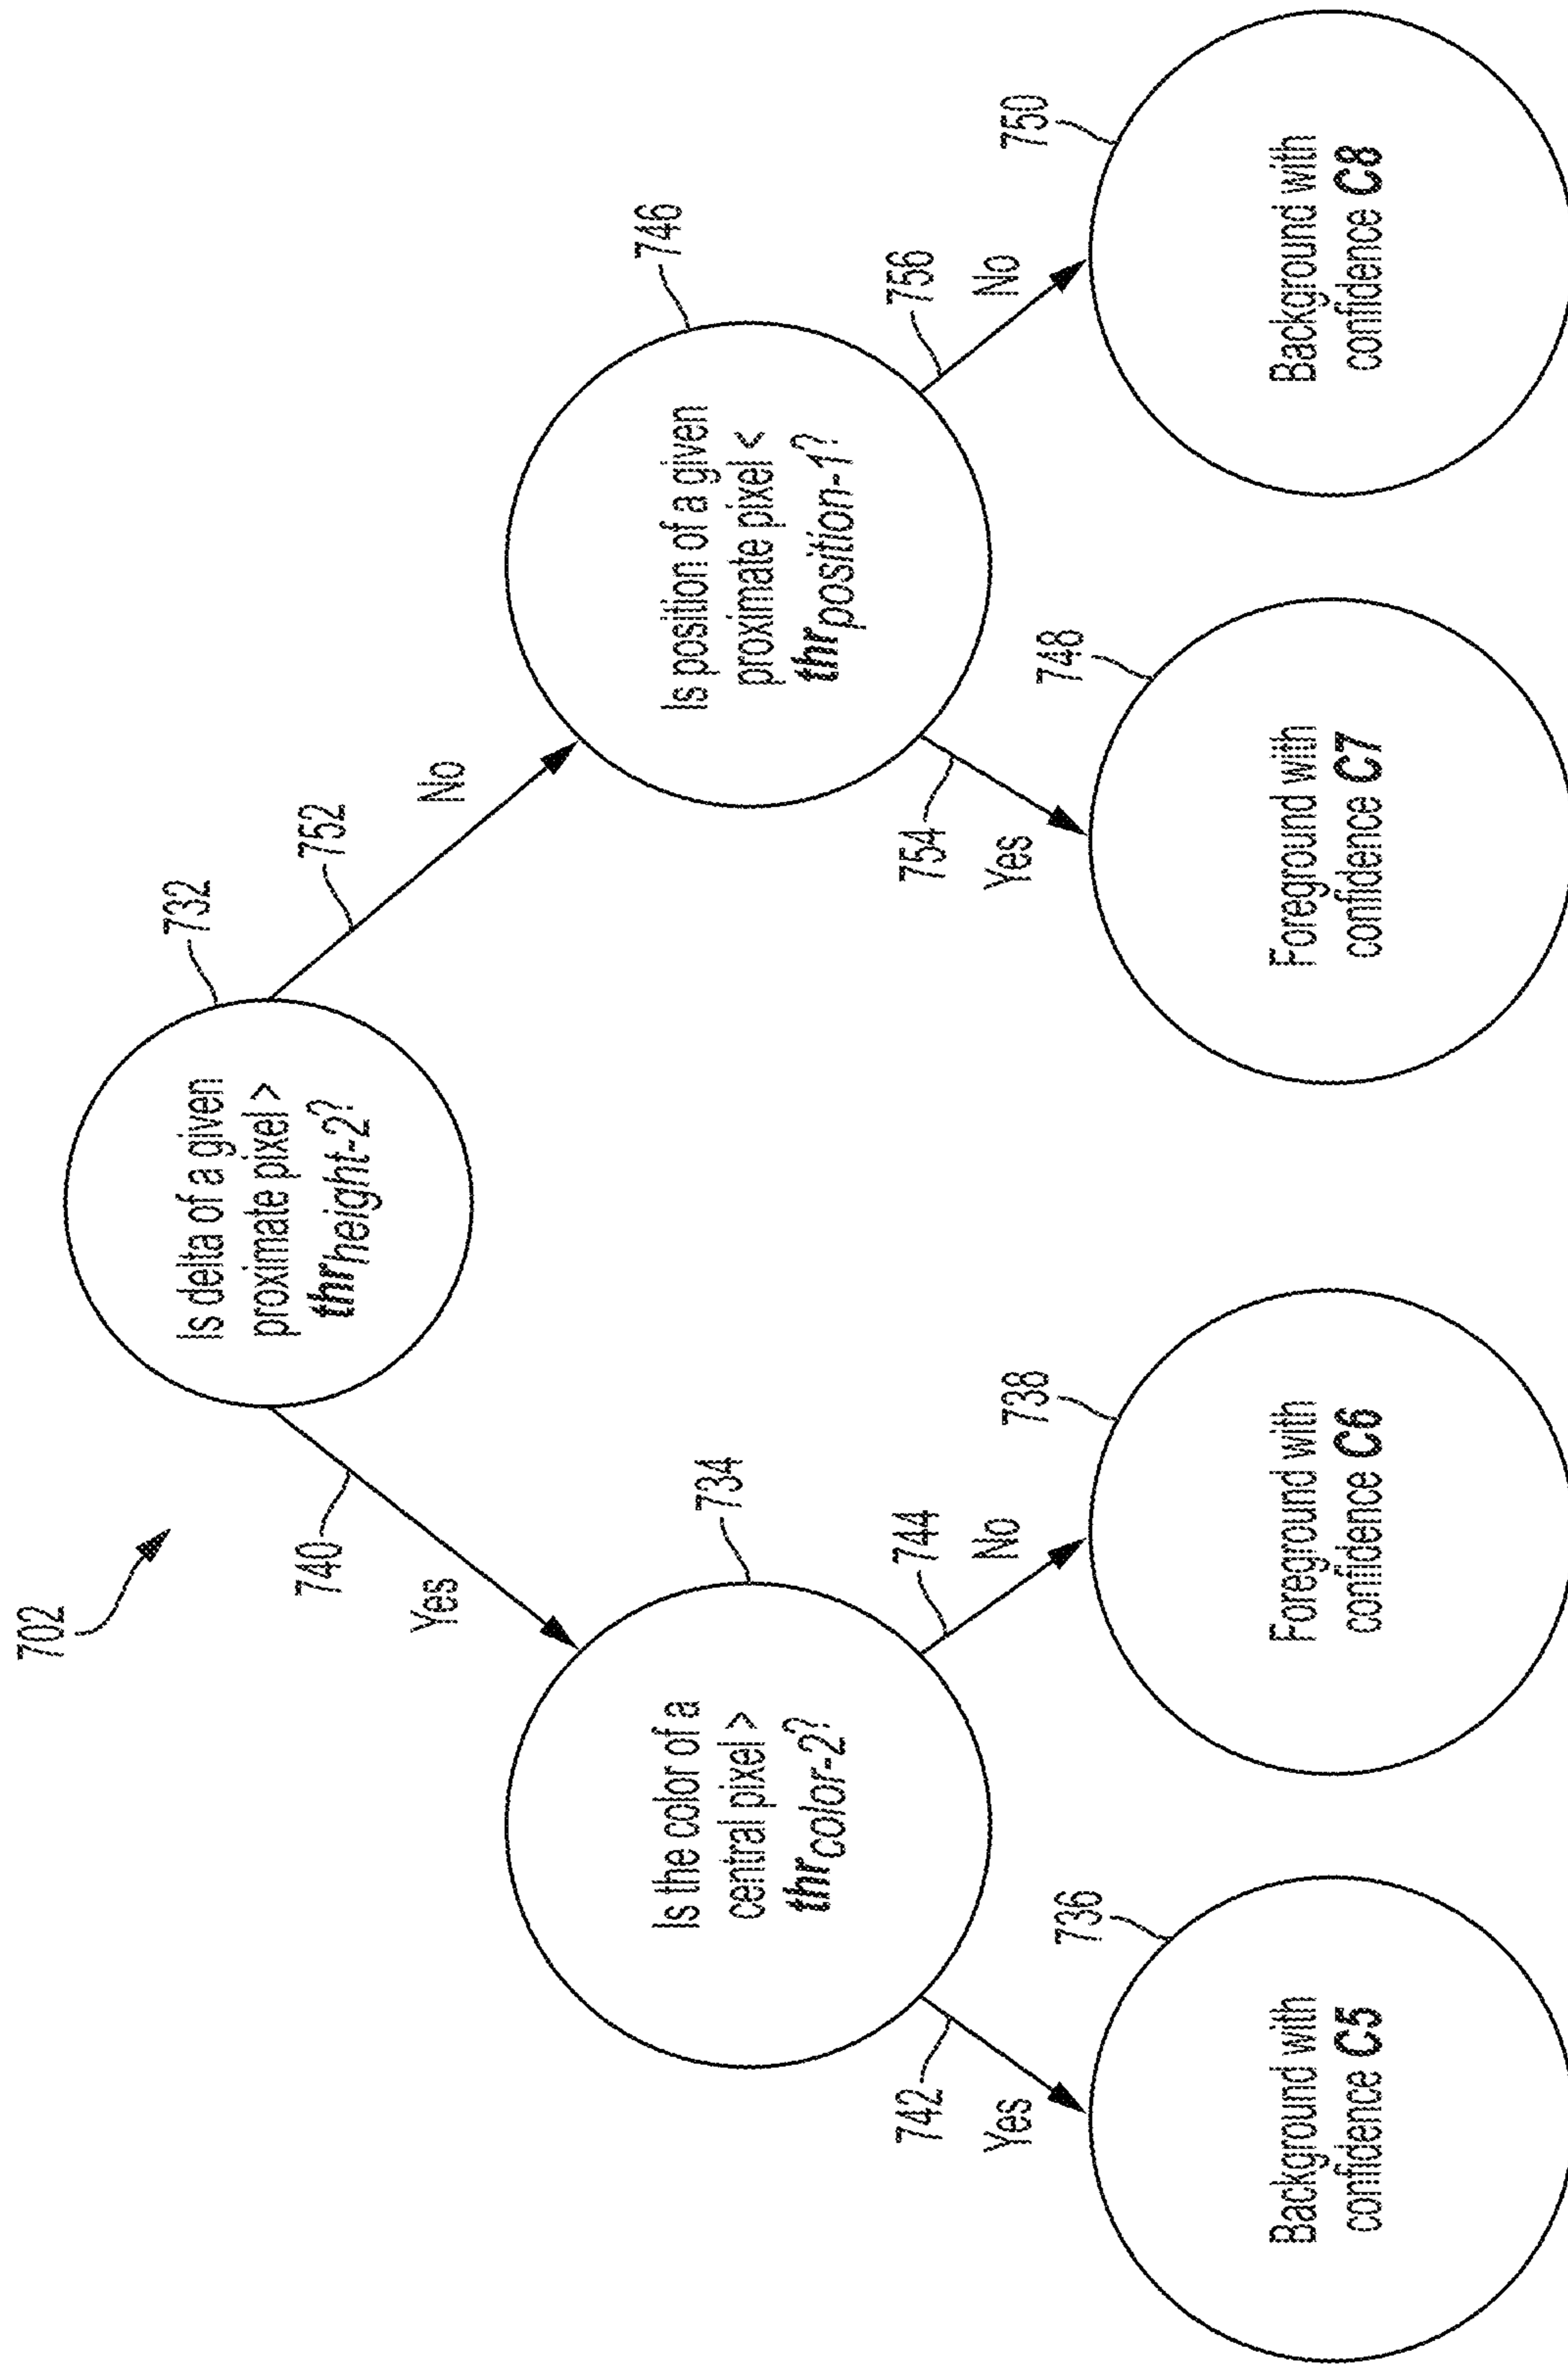 702
732
Is delta of a given
proximate pixel >
thrheight-2?
740
Yes
752
No
734
Is the color of a
central pixel >
thrcolor-2?
746
Is position of a given
proximate pixel <
thrposition-1?
742
Yes
744
No
754
Yes
756
No
736
Background with
confidence C5
738
Foreground with
confidence C6
748
Foreground with
confidence C7
750
Background with
confidence C8